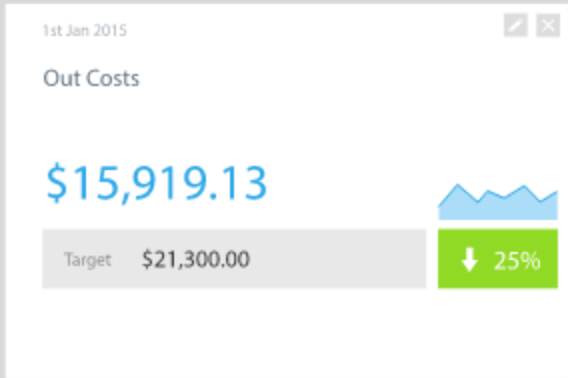 1st Jan 2015
Out Costs
$15,919.13
Target $21,300.00
25%